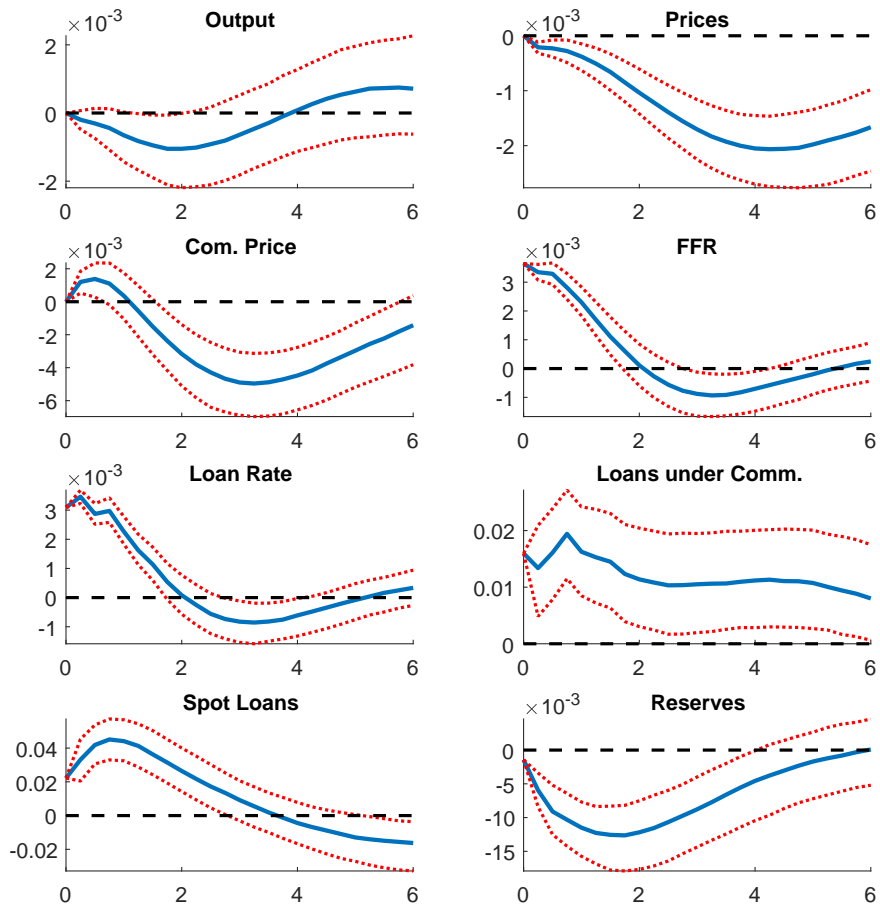 ×10^-3
Output
2
0
-2
0 2 4 6
Prices
0
×10^-3
-1
-2
0 2 4 6
×10^-3
Com. Price
2
0
-2
-4
-6
0 2 4 6
×10^-3
FFR
3
2
1
0
-1
0 2 4 6
×10^-3
Loan Rate
3
2
1
0
-1
0 2 4 6
Loans under Comm.
0.02
0.01
0
0 2 4 6
Spot Loans
0.04
0.02
0
-0.02
0 2 4 6
×10^-3
Reserves
0
-5
-10
-15
0 2 4 6